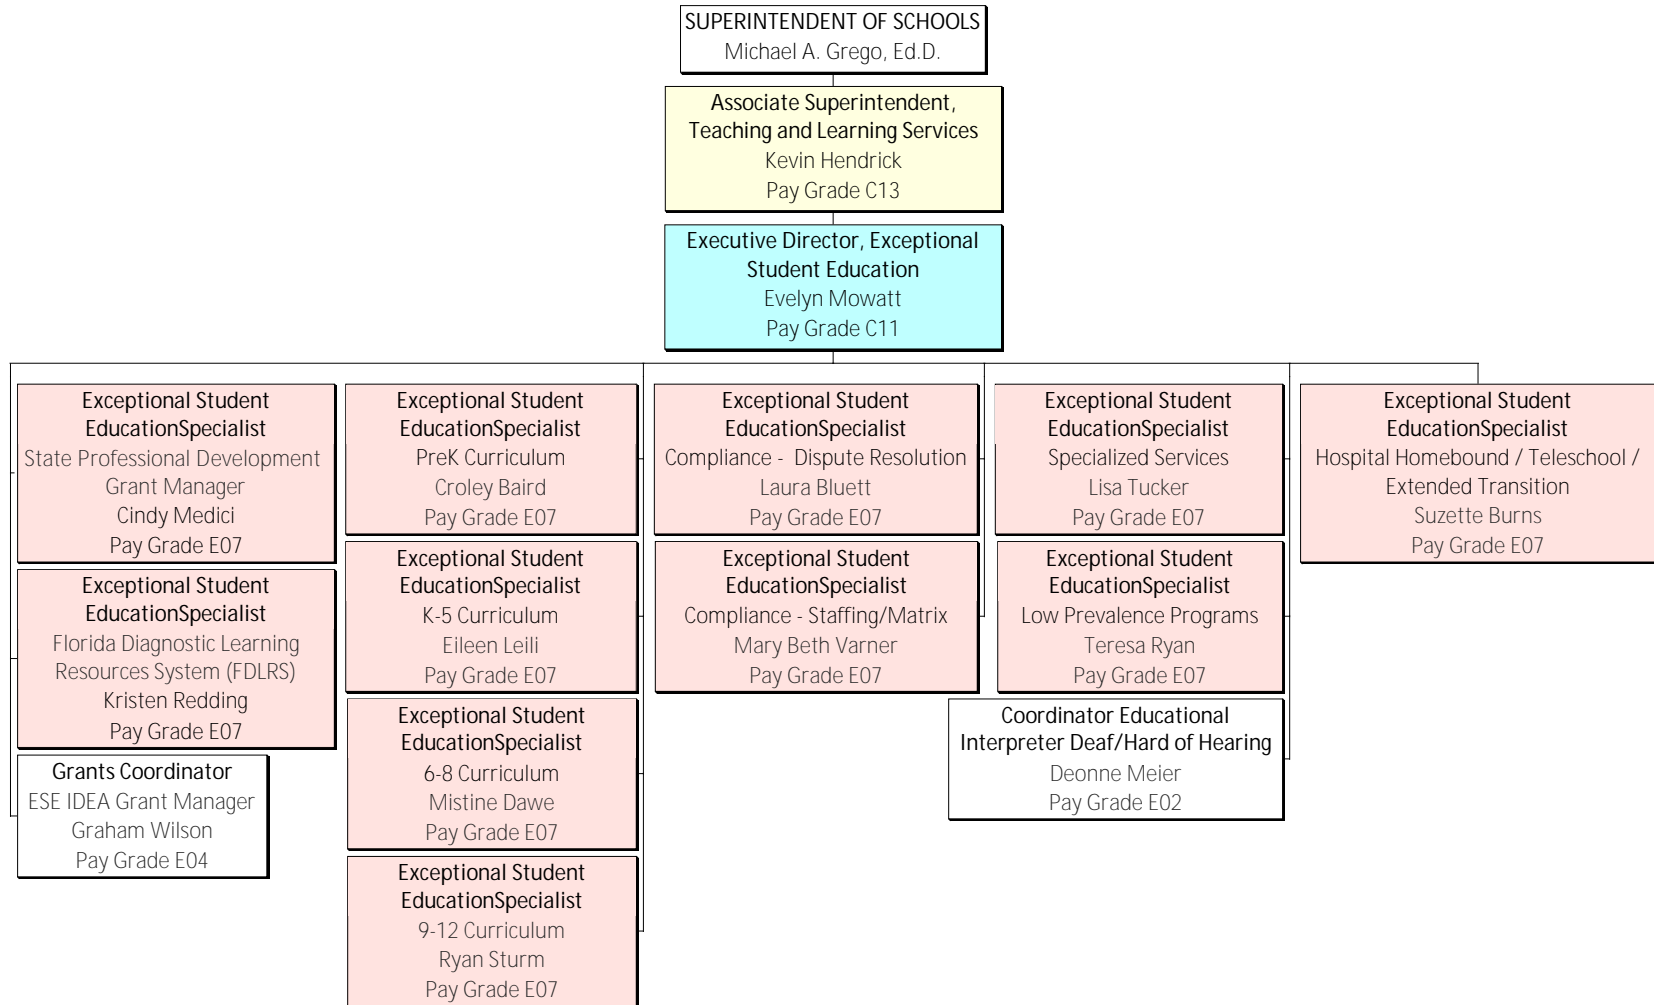 SUPERINTENDENT OF SCHOOLS
Michael A. Grego, Ed.D.
Associate Superintendent,
Teaching and Learning Services
Kevin Hendrick
Pay Grade C13
Executive Director, Exceptional
Student Education
Evelyn Mowatt
Pay Grade C11
Exceptional Student
EducationSpecialist
State Professional Development
Grant Manager
Cindy Medici
Pay Grade E07
Exceptional Student
EducationSpecialist
Florida Diagnostic Learning
Resources System (FDLRS)
Kristen Redding
Pay Grade E07
Grants Coordinator
ESE IDEA Grant Manager
Graham Wilson
Pay Grade E04
Exceptional Student
EducationSpecialist
PreK Curriculum
Croley Baird
Pay Grade E07
Exceptional Student
EducationSpecialist
K-5 Curriculum
Eileen Leili
Pay Grade E07
Exceptional Student
EducationSpecialist
6-8 Curriculum
Mistine Dawe
Pay Grade E07
Exceptional Student
EducationSpecialist
9-12 Curriculum
Ryan Sturm
Pay Grade E07
Exceptional Student
EducationSpecialist
Compliance - Dispute Resolution
Laura Bluett
Pay Grade E07
Exceptional Student
EducationSpecialist
Compliance - Staffing/Matrix
Mary Beth Varner
Pay Grade E07
Exceptional Student
EducationSpecialist
Specialized Services
Lisa Tucker
Pay Grade E07
Exceptional Student
EducationSpecialist
Low Prevalence Programs
Teresa Ryan
Pay Grade E07
Coordinator Educational
Interpreter Deaf/Hard of Hearing
Deonne Meier
Pay Grade E02
Exceptional Student
EducationSpecialist
Hospital Homebound / Teleschool /
Extended Transition
Suzette Burns
Pay Grade E07